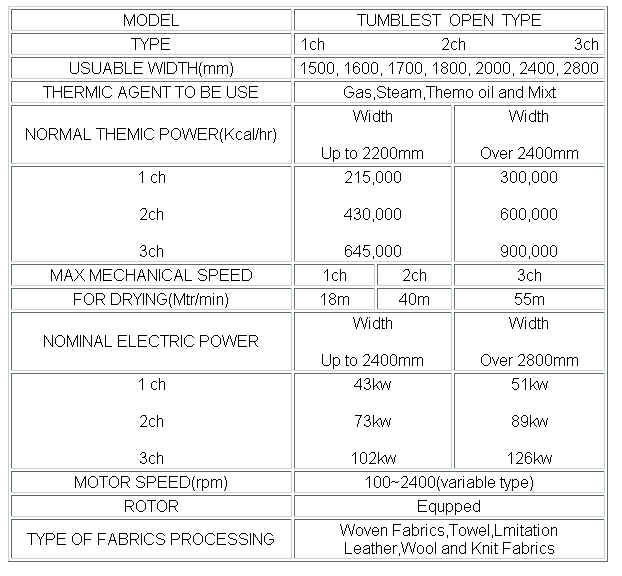 MODEL TUMBLEST OPEN TYPE
TYPE 1ch 2ch 3ch
USUABLE WIDTH(mm) 1500, 1600, 1700, 1800, 2000, 2400, 2800
THERMIC AGENT TO BE USE Gas,Steam,Themo oil and Mixt
NORMAL THEMIC POWER(Kcal/hr) Width Width
Up to 2200mm Over 2400mm
1 ch 215,000 300,000
2ch 430,000 600,000
3ch 645,000 900,000
MAX MECHANICAL SPEED 1ch 2ch 3ch
FOR DRYING(Mtr/min) 18m 40m 55m
NOMINAL ELECTRIC POWER Width Width
Up to 2400mm Over 2800mm
1 ch 43kw 51kw
2ch 73kw 89kw
3ch 102kw 126kw
MOTOR SPEED(rpm) 100~2400(variable type)
ROTOR Equpped
TYPE OF FABRICS PROCESSING Woven Fabrics,Towel,Lmitation
Leather,Wool and Knit Fabrics